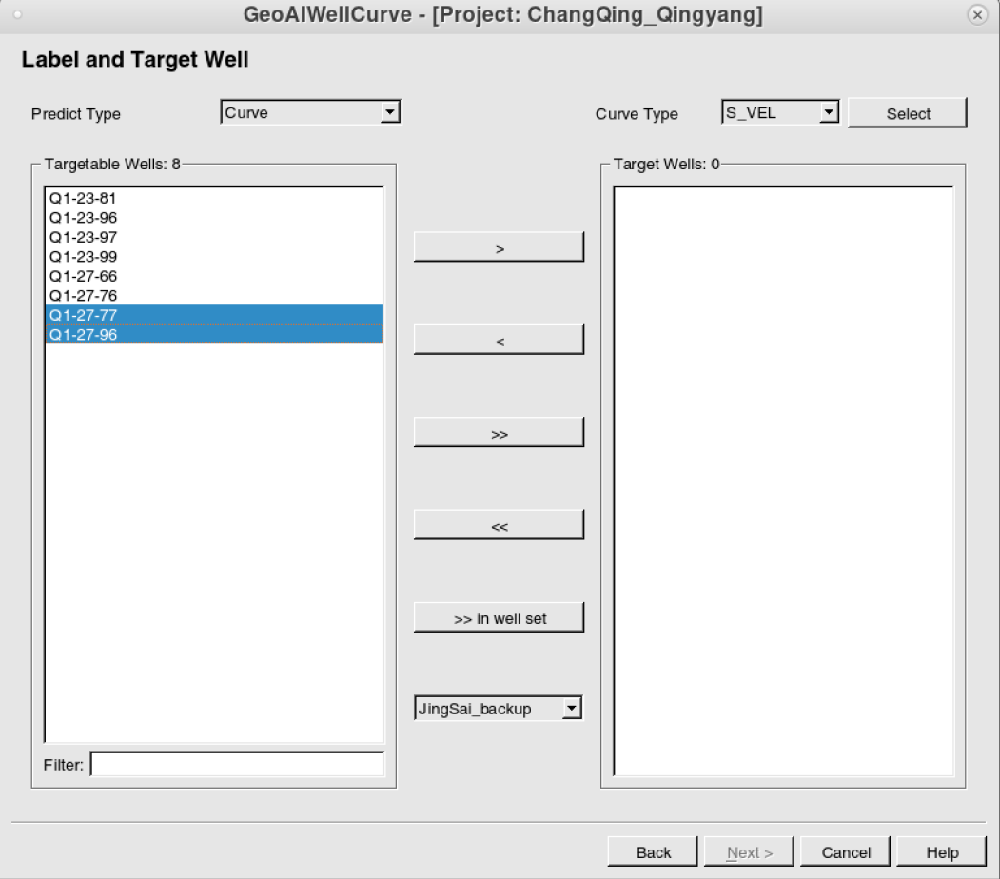 GeoAIWellCurve - [Project: ChangQing_Qingyang]
Label and Target Well
Predict Type Curve Curve Type S_VEL Select
Targetable Wells: 8
Q1-23-81
Q1-23-96
Q1-23-97
Q1-23-99
Q1-27-66
Q1-27-76
Q1-27-77
Q1-27-96
Filter:
>
<
>>
<<
>> in well set
JingSai_backup
Target Wells: 0
Back Next > Cancel Help